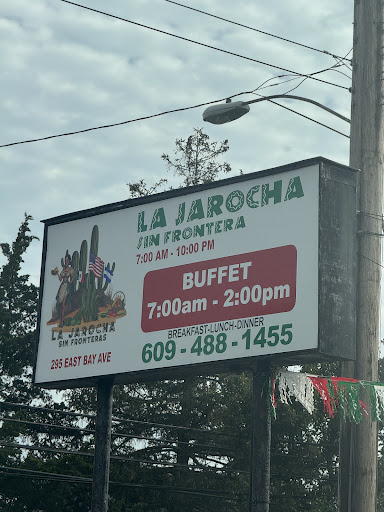 LA JAROCHA
SIN FRONTERA
7:00 AM - 10:00 PM
BUFFET
7:00am - 2:00pm
BREAKFAST-LUNCH-DINNER
609 - 488 - 1455
LA JAROCHA
SIN FRONTERAS
295 EAST BAY AVE